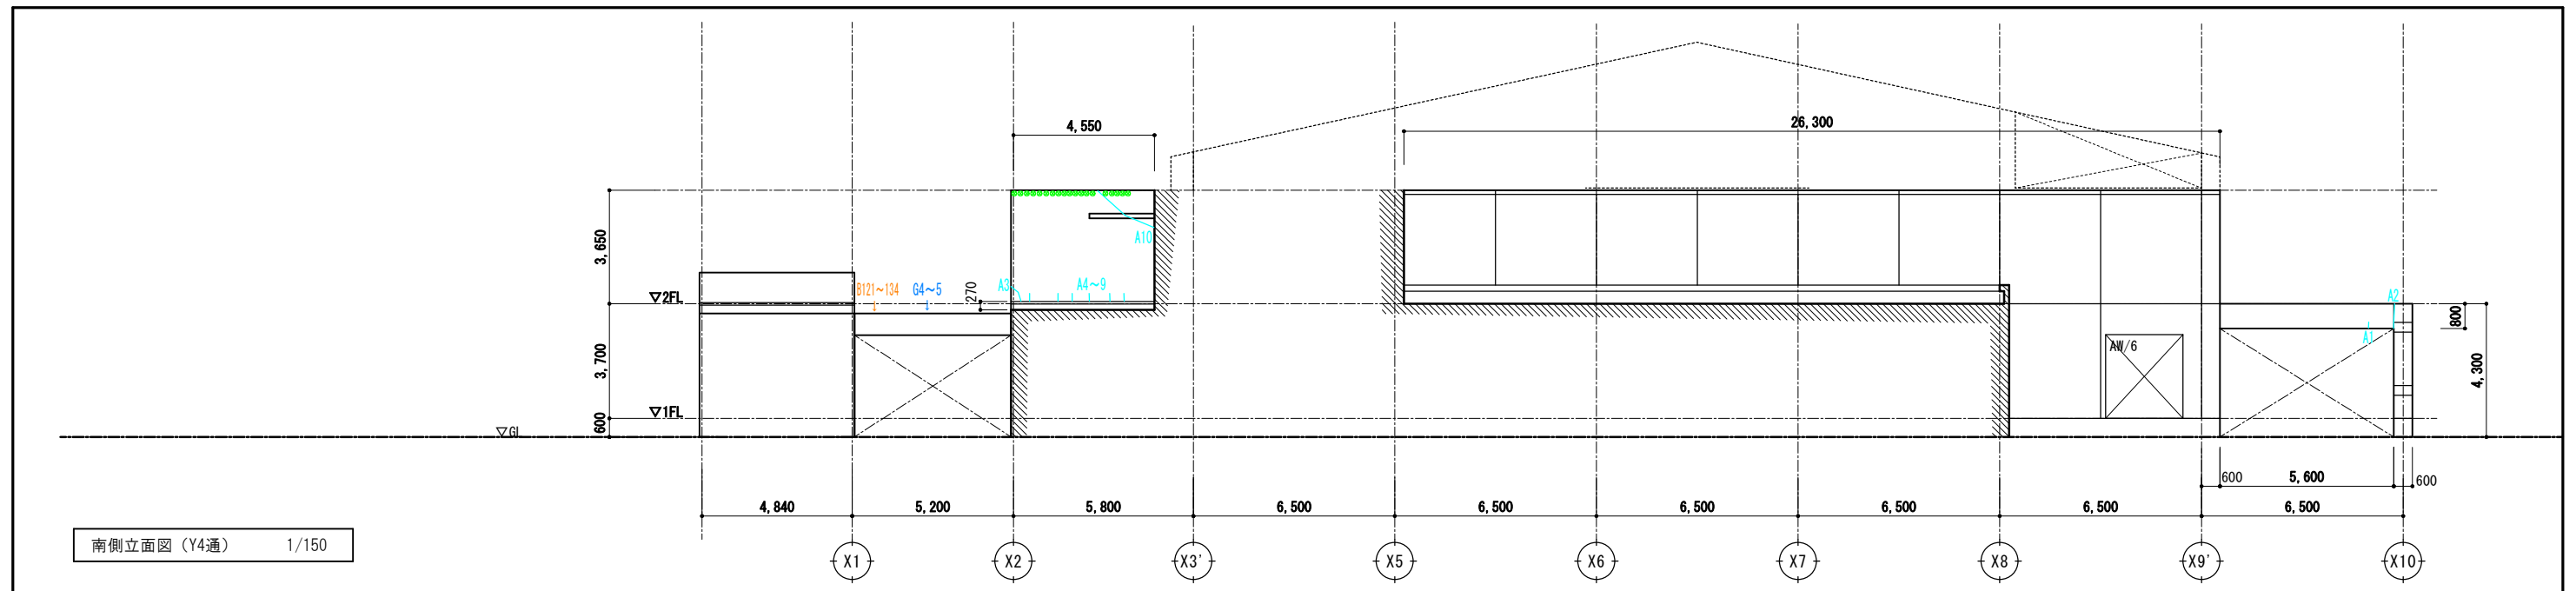 4,550
26,300
A10
3,650
▽2FL
B121～134
G4～5
270
A3
A4～9
A2
800
A1
AW/6
3,700
4,300
▽1FL
600
▽GL
600
5,600
600
4,840
5,200
5,800
6,500
6,500
6,500
6,500
6,500
6,500
南側立面図（Y4通） 1/150
X1
X2
X3'
X5
X6
X7
X8
X9'
X10